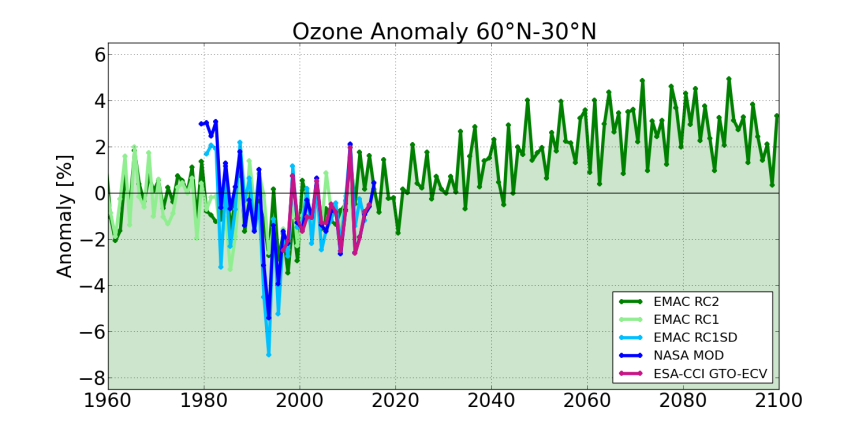 Ozone Anomaly 60°N-30°N
Anomaly [%]
6
4
2
0
−2
−4
−6
−8
EMAC RC2
EMAC RC1
EMAC RC1SD
NASA MOD
ESA-CCI GTO-ECV
1960 1980 2000 2020 2040 2060 2080 2100